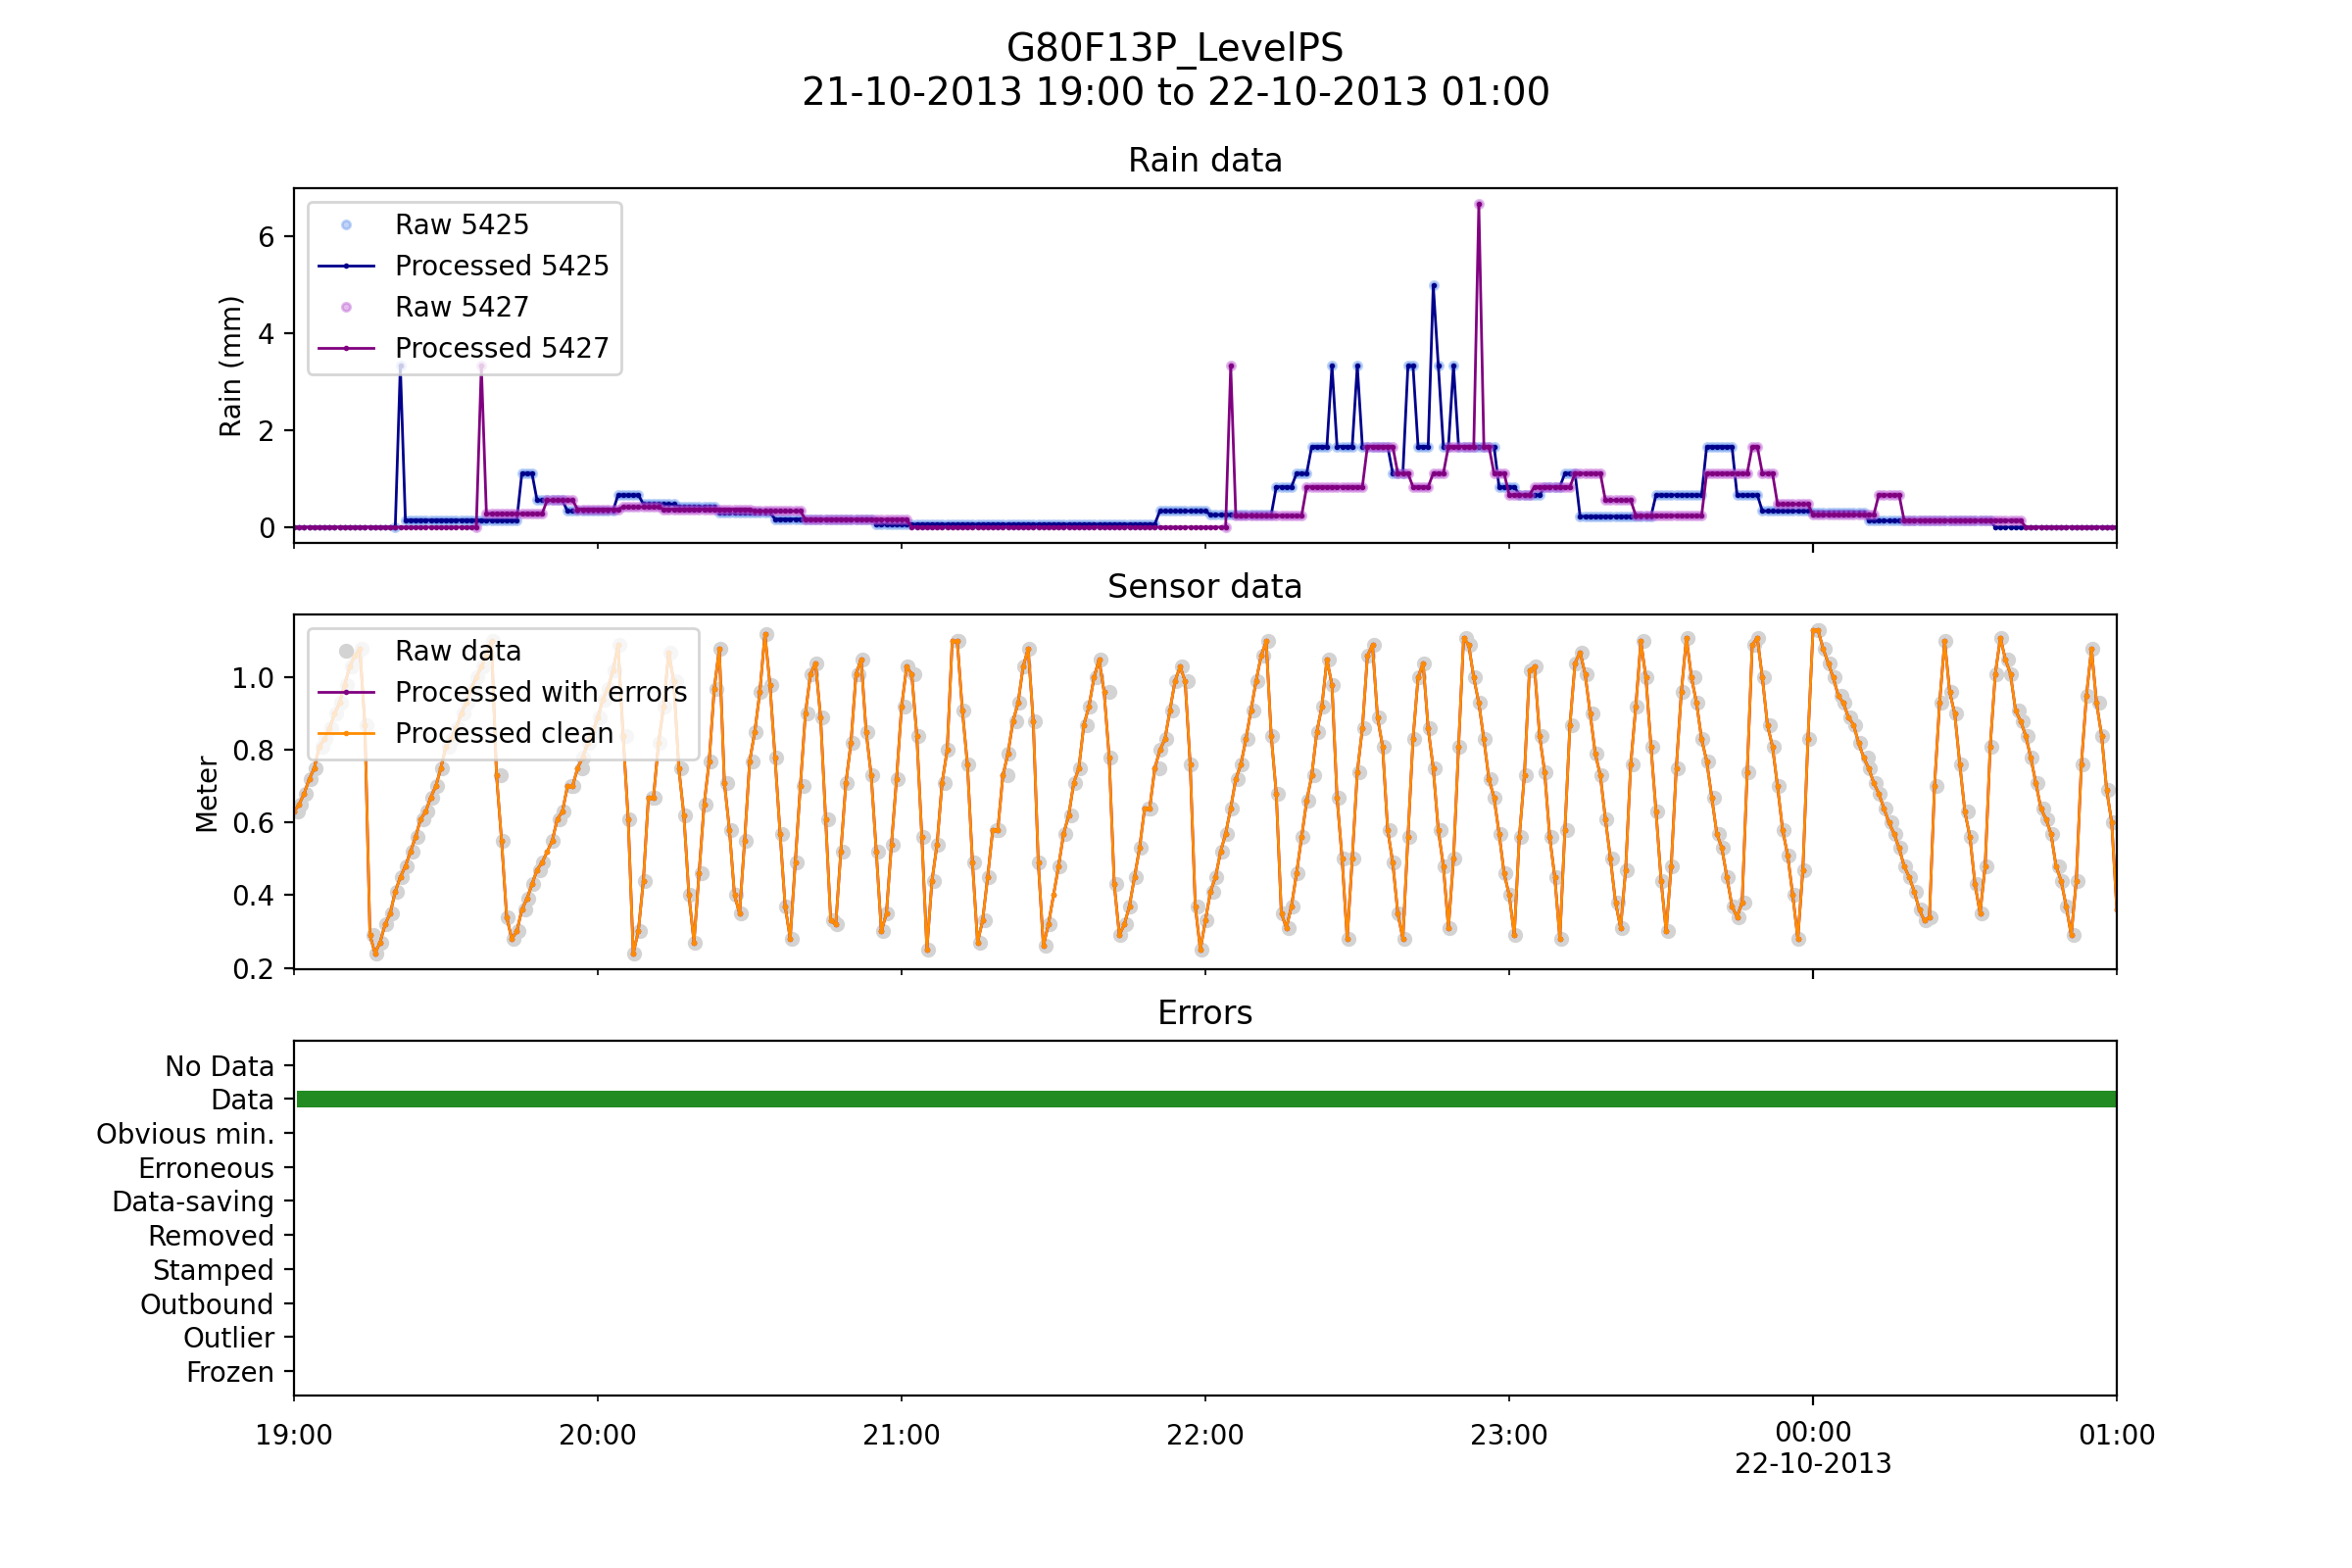 G80F13P_LevelPS
21-10-2013 19:00 to 22-10-2013 01:00
Rain data
Rain (mm)
6
4
2
0
Raw 5425
Processed 5425
Raw 5427
Processed 5427
Sensor data
Meter
1.0
0.8
0.6
0.4
0.2
Raw data
Processed with errors
Processed clean
Errors
No Data
Data
Obvious min.
Erroneous
Data-saving
Removed
Stamped
Outbound
Outlier
Frozen
19:00 20:00 21:00 22:00 23:00 00:00 01:00
22-10-2013